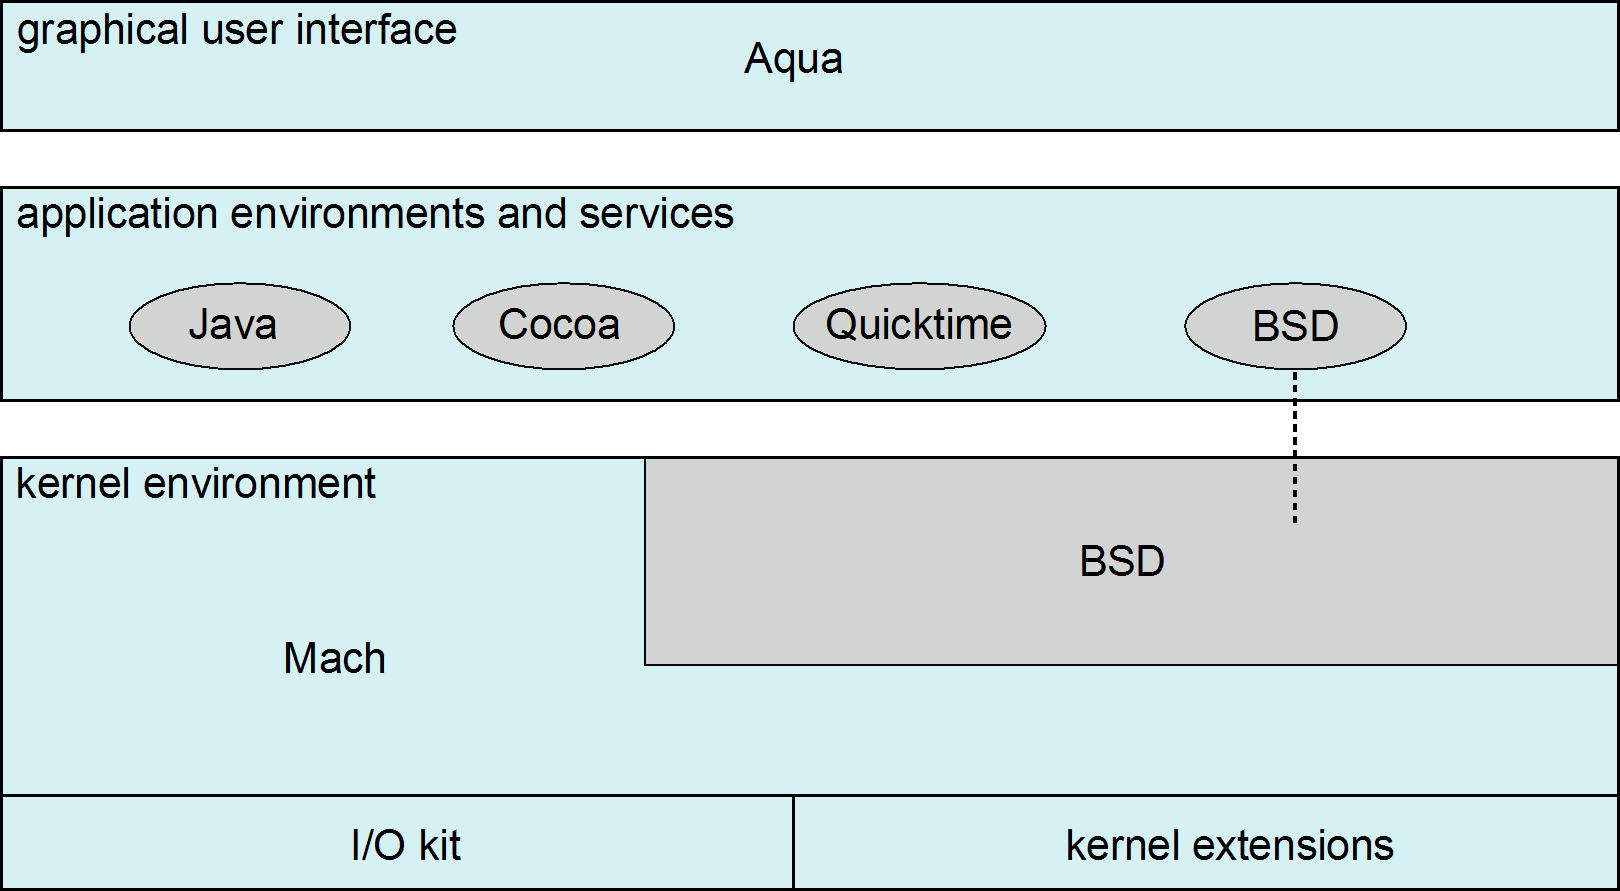 graphical user interface
Aqua
application environments and services
Java
Cocoa
Quicktime
BSD
kernel environment
BSD
Mach
I/O kit
kernel extensions